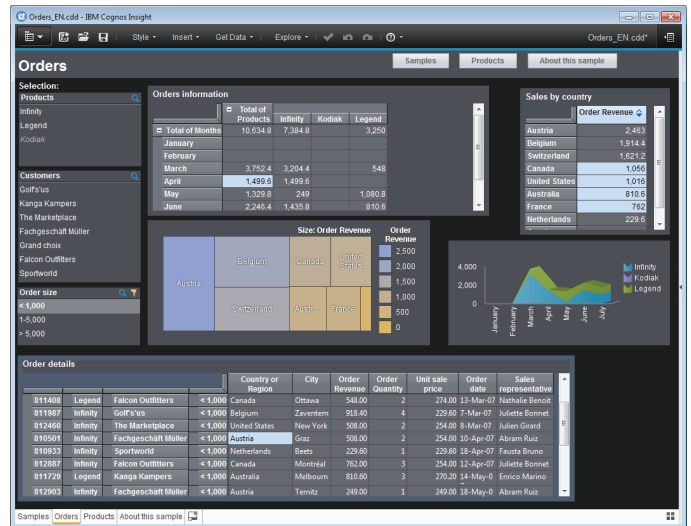 Orders_EN.cdd - IBM Cognos Insight
Style Insert Get Data Explore Orders_EN.cdd*
Orders Samples Products About this sample
Selection:
Products
Infinity
Legend
Kodiak
Customers
Golf'us
Kanga Kampers
The Marketplace
Fachgeschäft Müller
Grand choix
Falcon Outfitters
Sportworld
Order size
< 1,000
1-5,000
> 5,000
Orders information
Total of Products Infinity Kodiak Legend
Total of Months 10,634.8 7,384.8 3,250
January
February
March 3,752.4 3,204.4 548
April 1,499.6 1,499.6
May 1,329.8 249 1,080.8
June 2,246.4 1,435.8 810.6
Sales by country
Order Revenue
Austria 2,463
Belgium 1,914.4
Switzerland 1,621.2
Canada 1,056
United States 1,016
Australia 810.6
France 762
Netherlands 229.6
Size: Order Revenue
Order Revenue
Austria Belgium Canada United States
Switzerland Austr... France
2,500
2,000
1,500
1,000
500
0
4,000
2,000
0
January February March April May June July
Infinity
Kodiak
Legend
Order details
Country or Region City Order Revenue Order Quantity Unit sale price Order date Sales representative
811408 Legend Falcon Outfitters < 1,000 Canada Ottawa 548.00 2 274.00 13-Mar-07 Nathalie Benoit
811987 Infinity Golf's'us < 1,000 Belgium Zaventem 918.40 4 229.60 7-Mar-07 Juliette Bonnet
812460 Infinity The Marketplace < 1,000 United States New York 508.00 2 254.00 8-Mar-07 Julien Girard
810501 Infinity Fachgeschäft Müller < 1,000 Austria Graz 508.00 2 254.00 18-Apr-07 Abram Ruiz
810933 Infinity Sportworld < 1,000 Netherlands Beets 229.60 1 229.60 18-Apr-07 Fausta Bruno
812887 Infinity Falcon Outfitters < 1,000 Canada Montréal 762.00 3 254.00 12-Apr-07 Juliette Bonnet
811729 Legend Kanga Kampers < 1,000 Australia Melbourn 810.60 3 270.20 14-May-0 Enrico Marino
812903 Infinity Fachgeschäft Müller < 1,000 Austria Ternitz 249.00 1 249.00 18-May-0 Abram Ruiz
Samples Orders Products About this sample